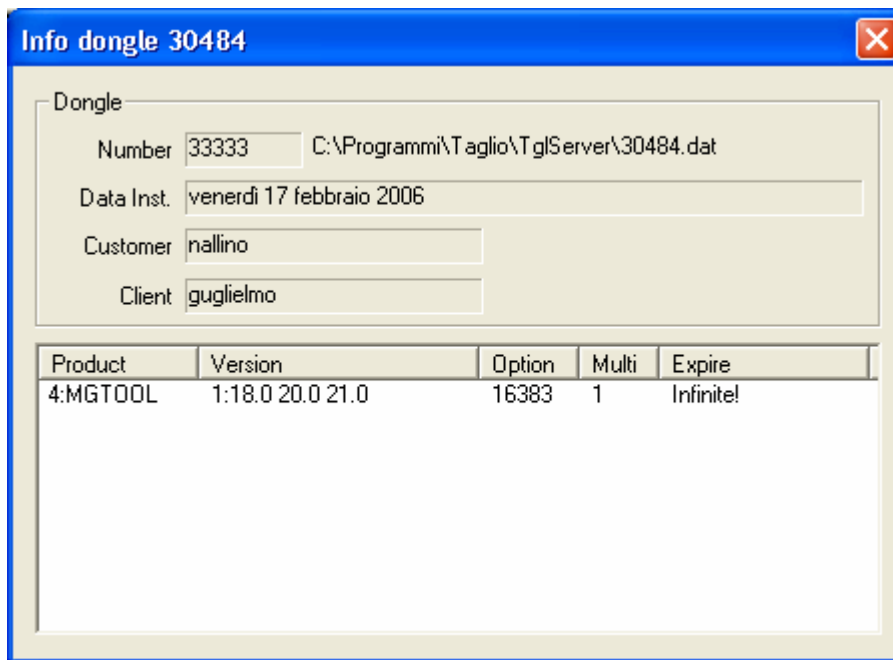 Info dongle 30484
Dongle
Number 33333 C:\Programmi\Taglio\TglServer\30484.dat
Data Inst. venerdì 17 febbraio 2006
Customer nallino
Client guglielmo
Product Version Option Multi Expire
4:MGTOOL 1:18.0 20.0 21.0 16383 1 Infinite!